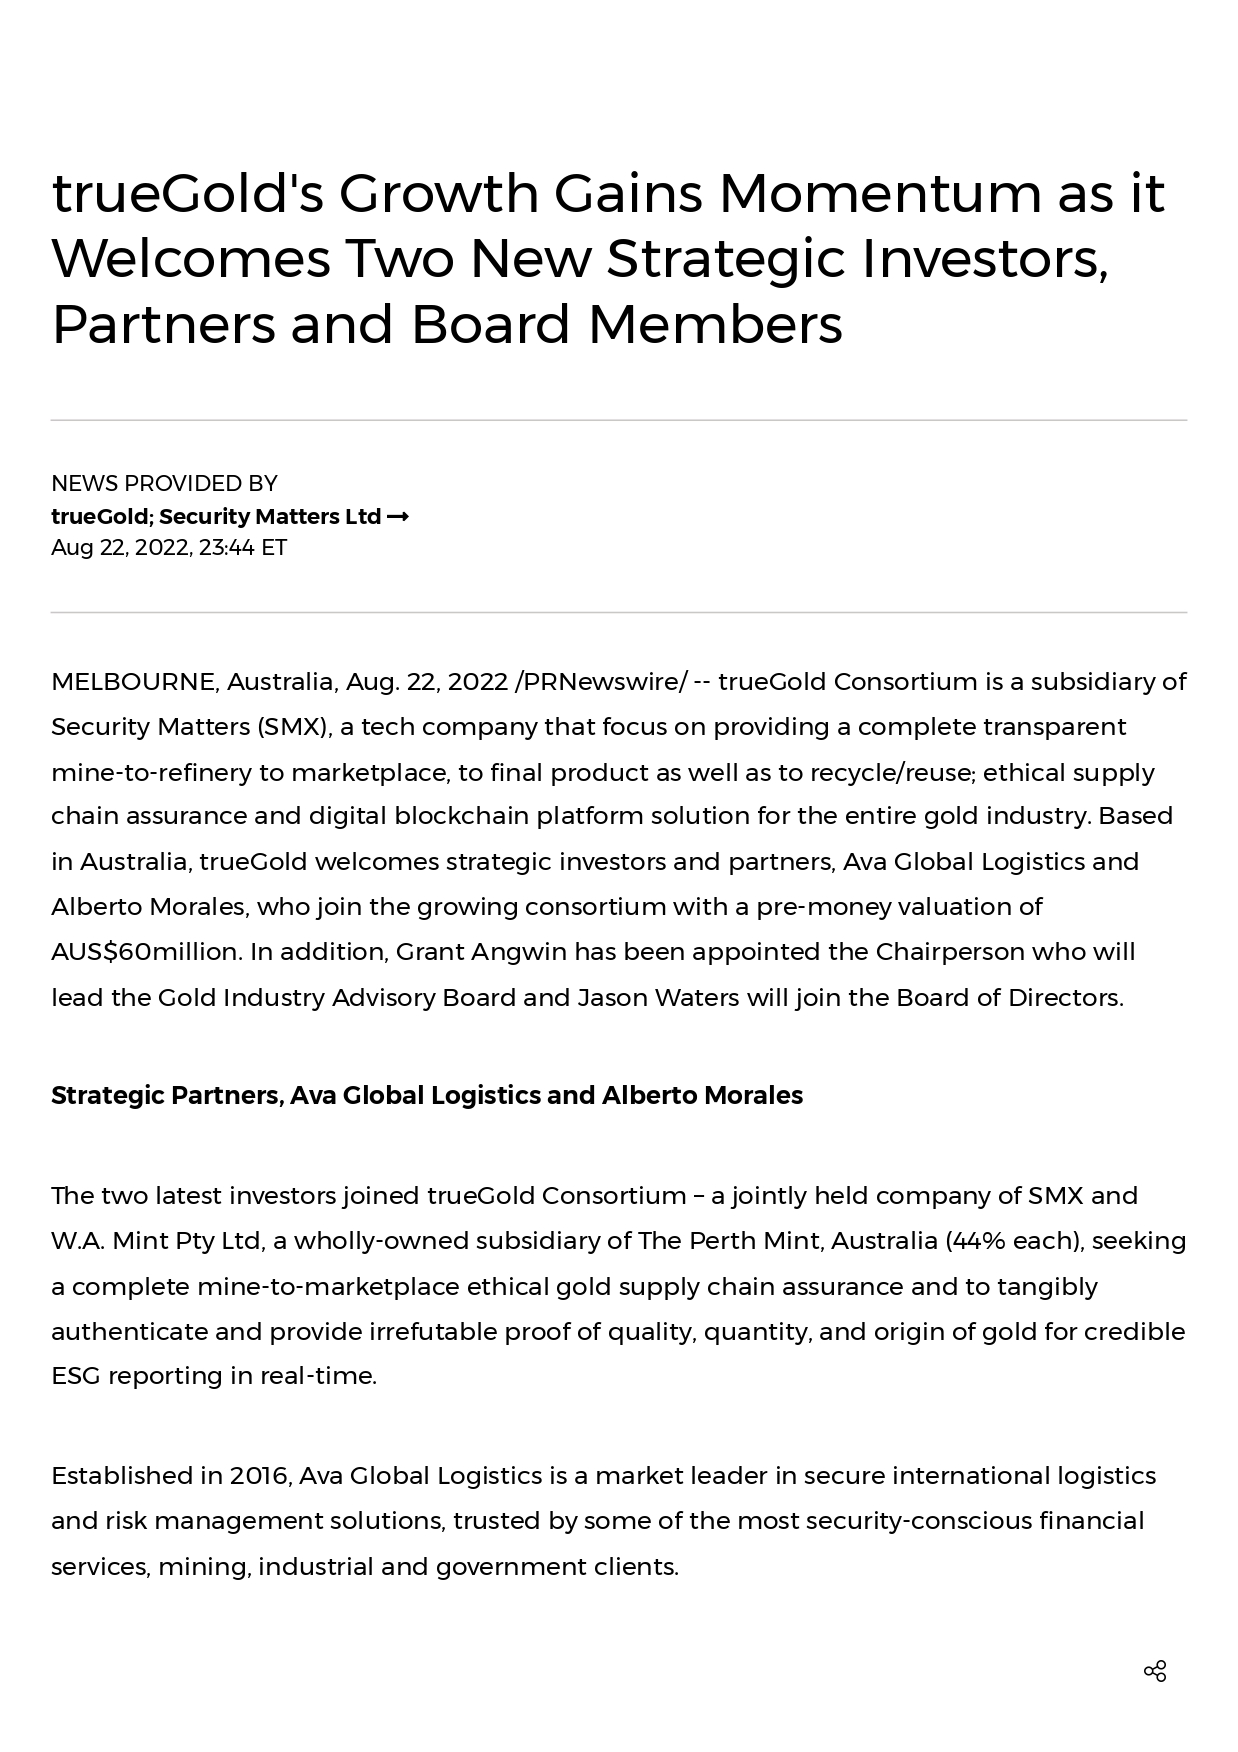 trueGold's Growth Gains Momentum as it
Welcomes Two New Strategic Investors,
Partners and Board Members
NEWS PROVIDED BY
trueGold; Security Matters Ltd →
Aug 22, 2022, 23:44 ET
MELBOURNE, Australia, Aug. 22, 2022 /PRNewswire/ -- trueGold Consortium is a subsidiary of
Security Matters (SMX), a tech company that focus on providing a complete transparent
mine-to-refinery to marketplace, to final product as well as to recycle/reuse; ethical supply
chain assurance and digital blockchain platform solution for the entire gold industry. Based
in Australia, trueGold welcomes strategic investors and partners, Ava Global Logistics and
Alberto Morales, who join the growing consortium with a pre-money valuation of
AUS$60million. In addition, Grant Angwin has been appointed the Chairperson who will
lead the Gold Industry Advisory Board and Jason Waters will join the Board of Directors.
Strategic Partners, Ava Global Logistics and Alberto Morales
The two latest investors joined trueGold Consortium – a jointly held company of SMX and
W.A. Mint Pty Ltd, a wholly-owned subsidiary of The Perth Mint, Australia (44% each), seeking
a complete mine-to-marketplace ethical gold supply chain assurance and to tangibly
authenticate and provide irrefutable proof of quality, quantity, and origin of gold for credible
ESG reporting in real-time.
Established in 2016, Ava Global Logistics is a market leader in secure international logistics
and risk management solutions, trusted by some of the most security-conscious financial
services, mining, industrial and government clients.